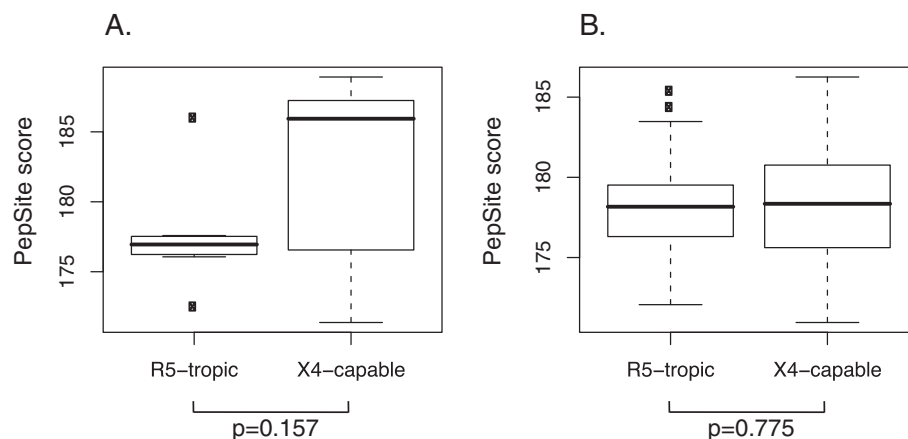 A.
PepSite score
185
180
175
R5−tropic
X4−capable
p=0.157
B.
PepSite score
185
180
175
R5−tropic
X4−capable
p=0.775